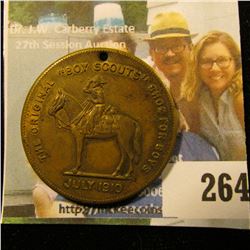 Dr. J.W. Carberry Estate
27th Session Auction
THE ORIGINAL "BOY SCOUTS" SHOE FOR BOYS
JULY 1910
264